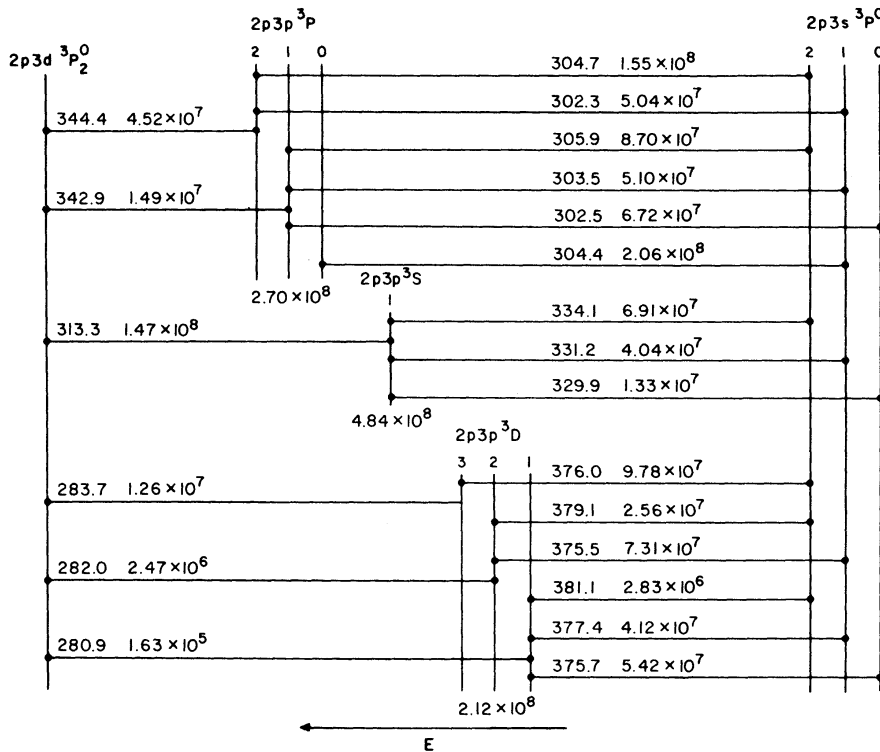 2p3p ³P
2p3s ³P⁰
2p3d ³P₂⁰
2 1 0
2 1 0
304.7 1.55×10⁸
302.3 5.04×10⁷
344.4 4.52×10⁷
305.9 8.70×10⁷
303.5 5.10×10⁷
342.9 1.49×10⁷
302.5 6.72×10⁷
304.4 2.06×10⁸
2p3p³S
2.70×10⁸
1
334.1 6.91×10⁷
313.3 1.47×10⁸
331.2 4.04×10⁷
329.9 1.33×10⁷
4.84×10⁸
2p3p ³D
3 2 1
376.0 9.78×10⁷
283.7 1.26×10⁷
379.1 2.56×10⁷
375.5 7.31×10⁷
282.0 2.47×10⁶
381.1 2.83×10⁶
377.4 4.12×10⁷
280.9 1.63×10⁵
375.7 5.42×10⁷
2.12×10⁸
E